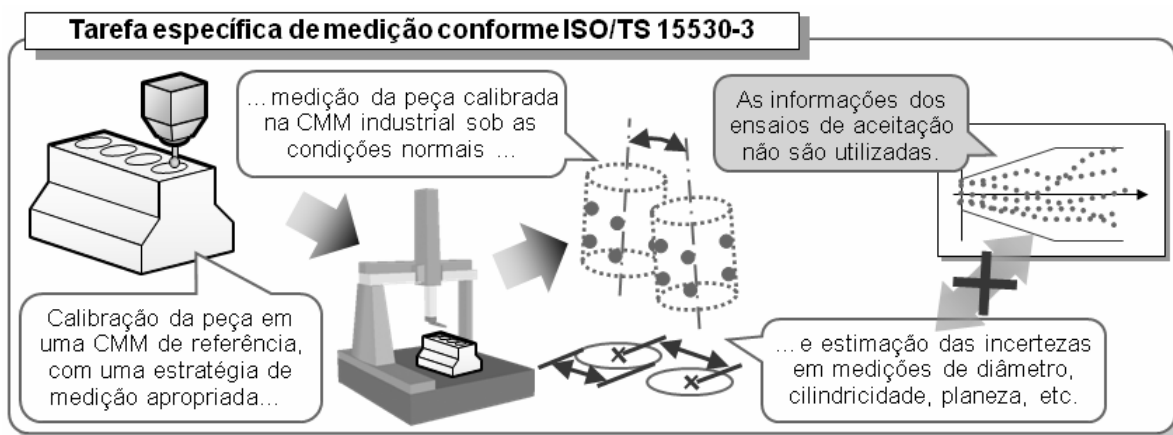 Tarefa específica de medição conforme ISO/TS 15530-3
... medição da peça calibrada
na CMM industrial sob as
condições normais ...
As informações dos
ensaios de aceitação
não são utilizadas.
Calibração da peça em
uma CMM de referência,
com uma estratégia de
medição apropriada...
... e estimação das incertezas
em medições de diâmetro,
cilindricidade, planeza, etc.